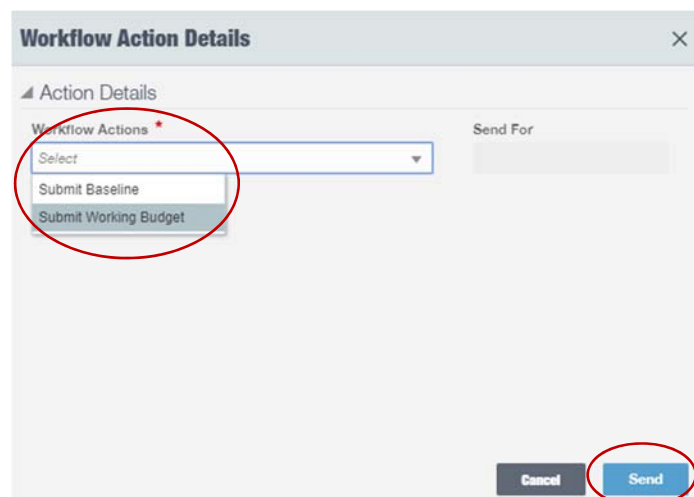 Workflow Action Details
Action Details
Workflow Actions * Send For
Select
Submit Baseline
Submit Working Budget
Cancel Send